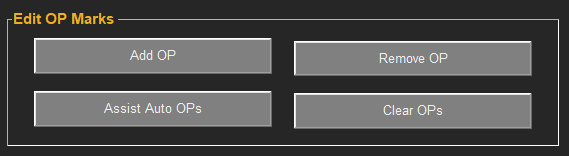 Edit OP Marks
Add OP
Remove OP
Assist Auto OPs
Clear OPs